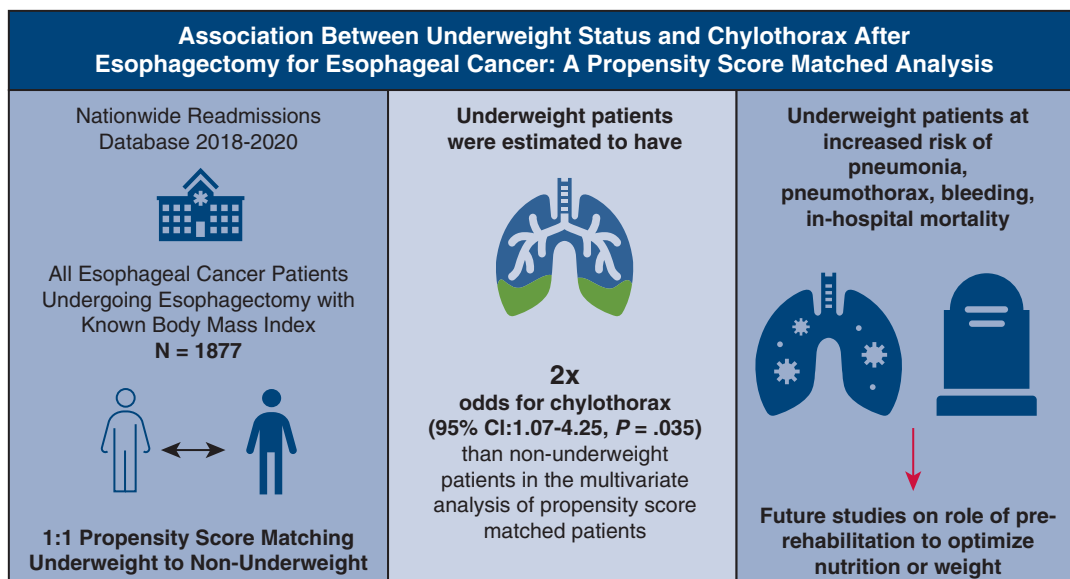 Association Between Underweight Status and Chylothorax After
Esophagectomy for Esophageal Cancer: A Propensity Score Matched Analysis
Nationwide Readmissions
Database 2018-2020
All Esophageal Cancer Patients
Undergoing Esophagectomy with
Known Body Mass Index
N = 1877
1:1 Propensity Score Matching
Underweight to Non-Underweight
Underweight patients
were estimated to have
2x
odds for chylothorax
(95% CI:1.07-4.25, P = .035)
than non-underweight
patients in the multivariate
analysis of propensity score
matched patients
Underweight patients at
increased risk of
pneumonia,
pneumothorax, bleeding,
in-hospital mortality
Future studies on role of pre-
rehabilitation to optimize
nutrition or weight